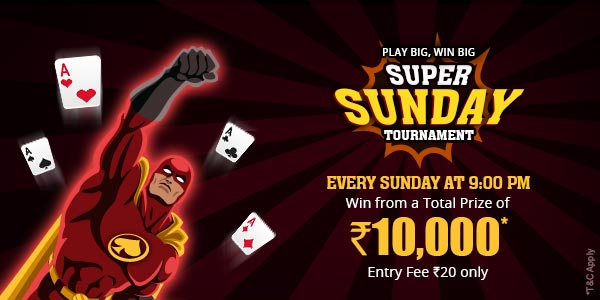 PLAY BIG, WIN BIG
SUPER
SUNDAY
TOURNAMENT
EVERY SUNDAY AT 9:00 PM
Win from a Total Prize of
₹10,000*
Entry Fee ₹20 only
*T&C Apply
A
A
A
A